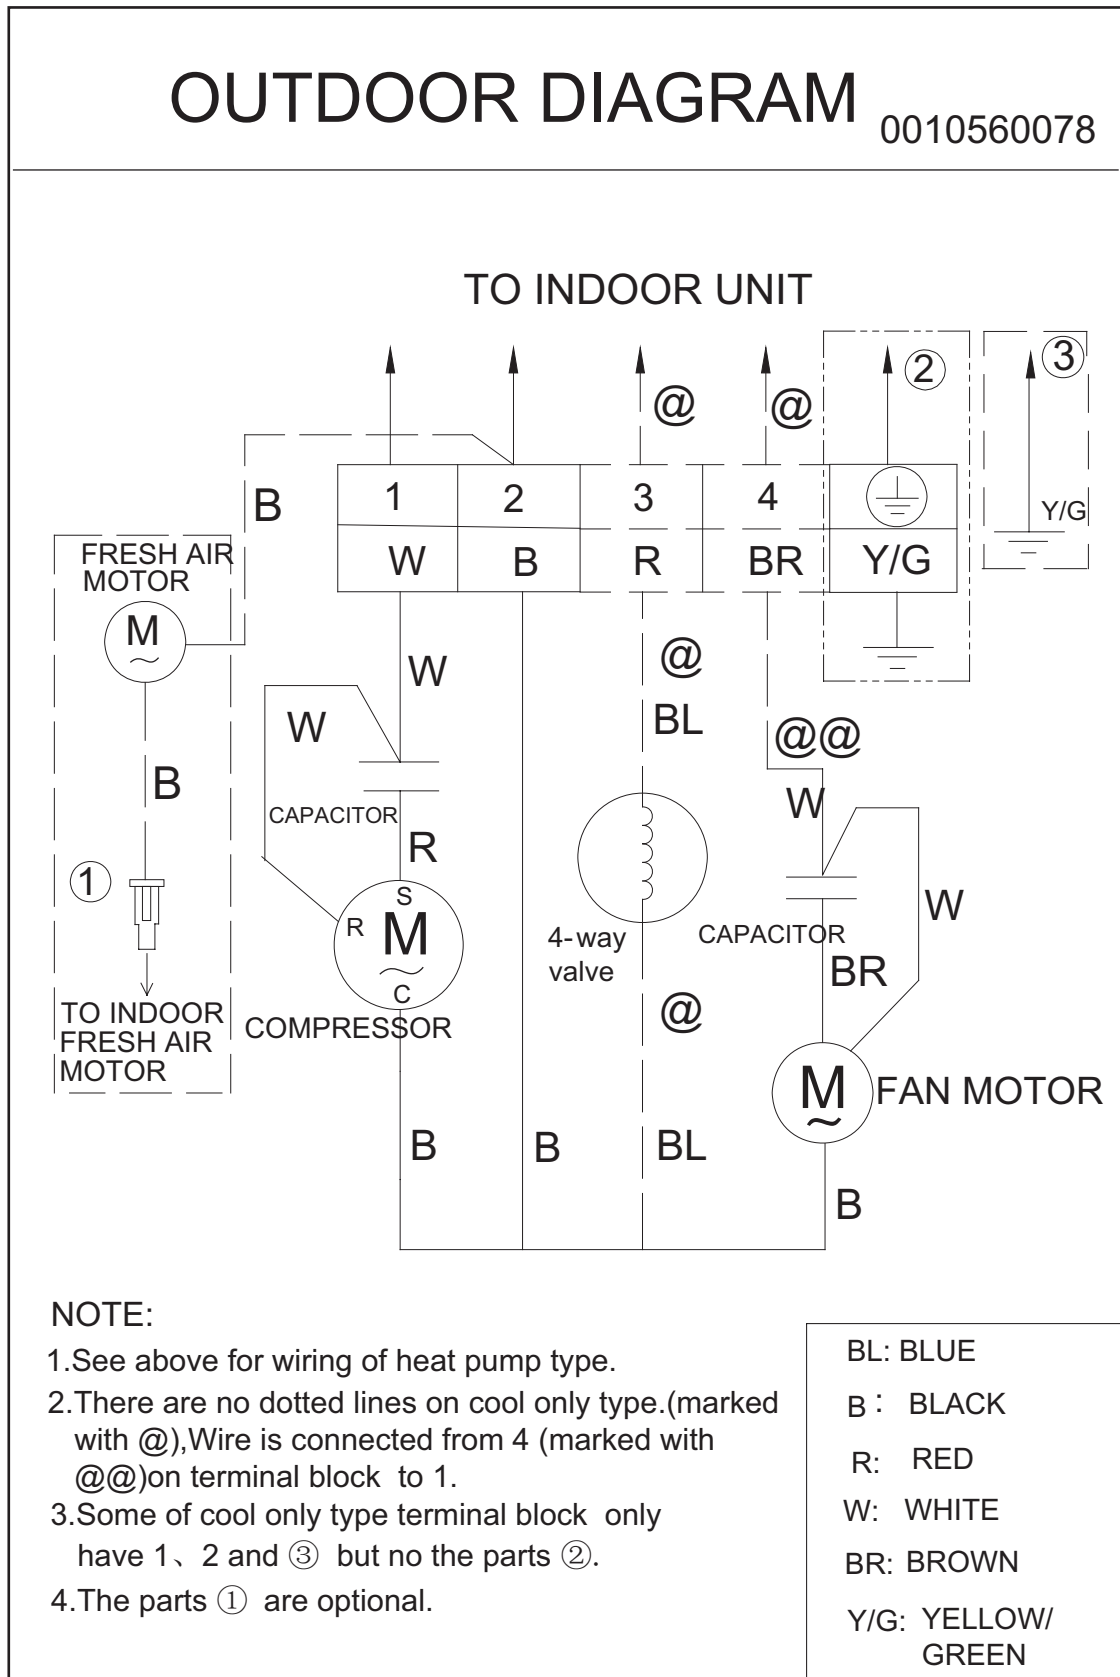 OUTDOOR DIAGRAM 0010560078
TO INDOOR UNIT
@ @ ② ③
B 1 2 3 4 Y/G
W B R BR Y/G
FRESH AIR
MOTOR
M
W @
W BL @@
B W
CAPACITOR
R
①
S
R M
C
COMPRESSOR
4-way
valve
CAPACITOR
W
BR
@
TO INDOOR
FRESH AIR
MOTOR
M FAN MOTOR
B B BL
B
NOTE:
1.See above for wiring of heat pump type.
2.There are no dotted lines on cool only type.(marked
with @),Wire is connected from 4 (marked with
@@)on terminal block to 1.
3.Some of cool only type terminal block only
have 1、2 and ③ but no the parts ②.
4.The parts ① are optional.
BL: BLUE
B : BLACK
R: RED
W: WHITE
BR: BROWN
Y/G: YELLOW/
GREEN